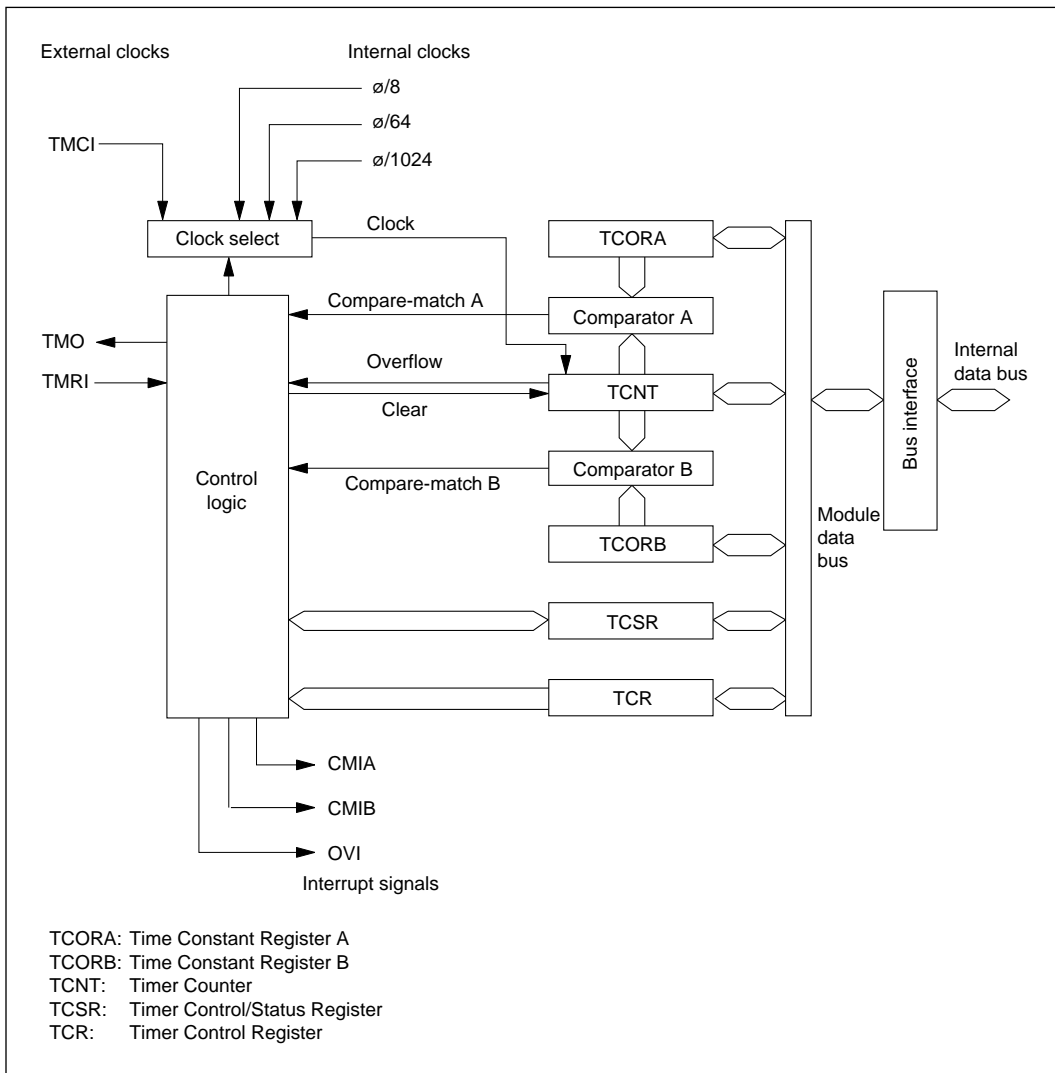 External clocks
Internal clocks
ø/8
ø/64
TMCI
ø/1024
Clock select
Clock
TCORA
Compare-match A
Comparator A
TMO
TMRI
Overflow
TCNT
Clear
Internal
data bus
Bus interface
Control
logic
Compare-match B
Comparator B
Module
data
bus
TCORB
TCSR
TCR
CMIA
CMIB
OVI
Interrupt signals
TCORA: Time Constant Register A
TCORB: Time Constant Register B
TCNT: Timer Counter
TCSR: Timer Control/Status Register
TCR: Timer Control Register